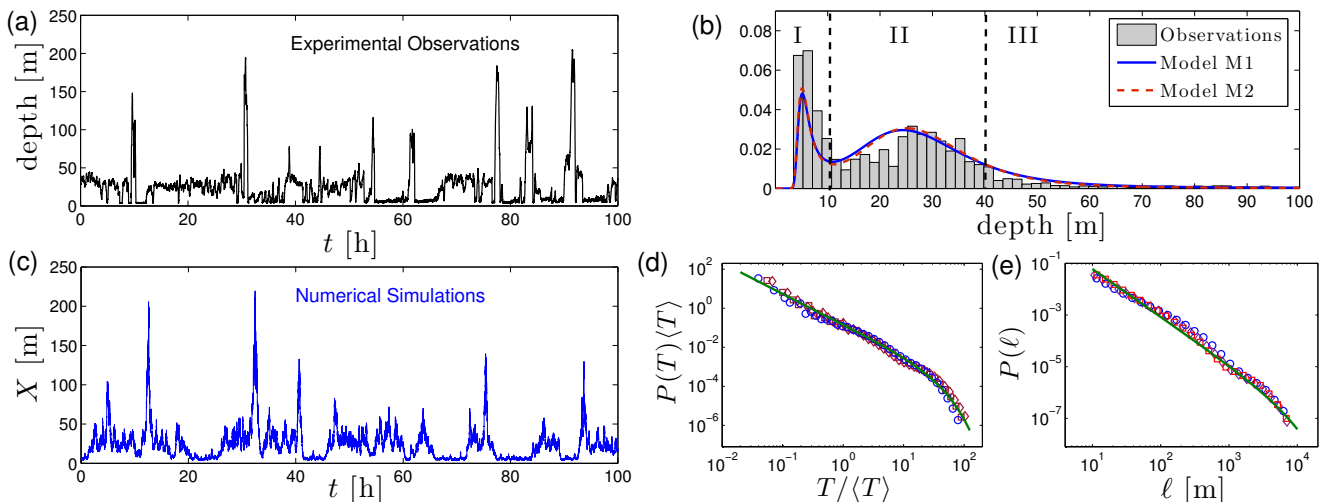 (a)
250
200
150
100
50
0
depth [m]
Experimental Observations
0 20 40 60 80 100
t [h]
(b)
0.08
0.06
0.04
0.02
0
I II III
Observations
Model M1
Model M2
10 20 30 40 50 60 70 80 90 100
depth [m]
(c)
250
200
150
100
50
0
X [m]
Numerical Simulations
0 20 40 60 80 100
t [h]
(d)
10^2
10^0
10^-2
10^-4
10^-6
P(T)⟨T⟩
10^-2 10^-1 10^0 10^1 10^2
T/⟨T⟩
(e)
10^-1
10^-3
10^-5
10^-7
P(ℓ)
10^1 10^2 10^3 10^4
ℓ [m]